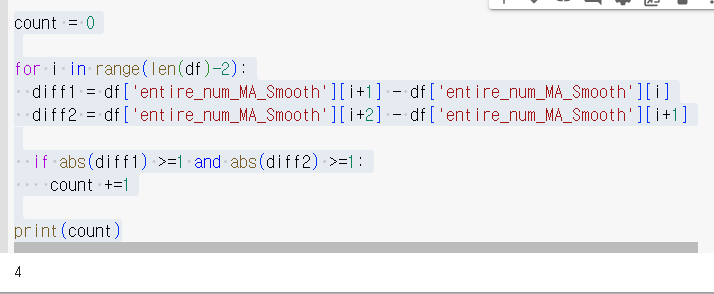 count = 0
for i in range(len(df)-2):
diff1 = df['entire_num_MA_Smooth'][i+1] - df['entire_num_MA_Smooth'][i]
diff2 = df['entire_num_MA_Smooth'][i+2] - df['entire_num_MA_Smooth'][i+1]
if abs(diff1) >=1 and abs(diff2) >=1:
count +=1
print(count)
4